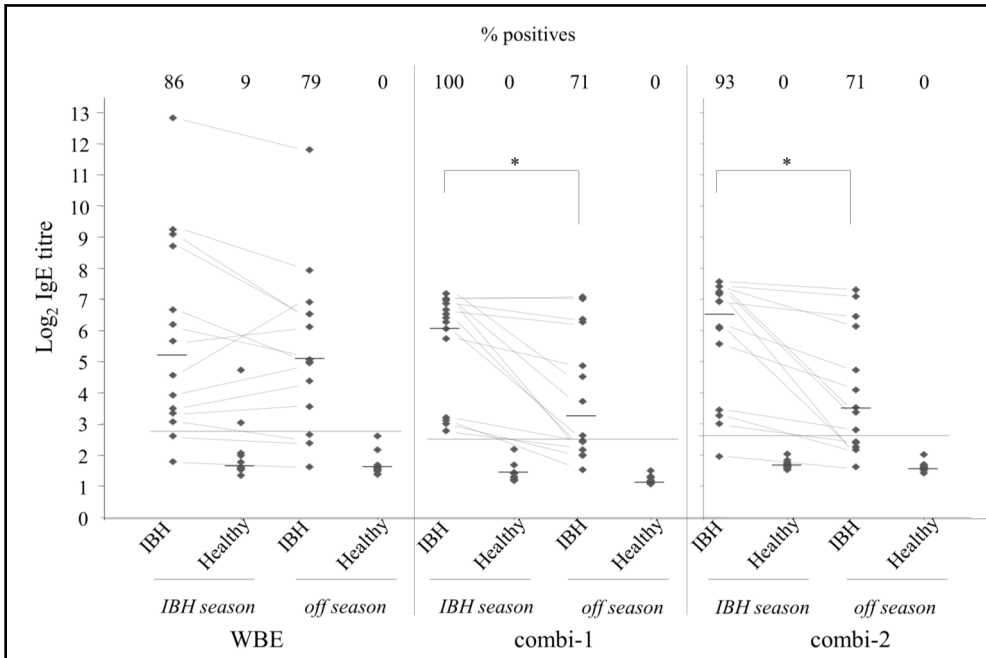 % positives
86 9 79 0 100 0 71 0 93 0 71 0
13
12
11
10
9
8
7
6
5
4
3
2
1
0
Log₂ IgE titre
*
*
IBH Healthy IBH Healthy IBH Healthy IBH Healthy IBH Healthy IBH Healthy
IBH season off season IBH season off season IBH season off season
WBE combi-1 combi-2